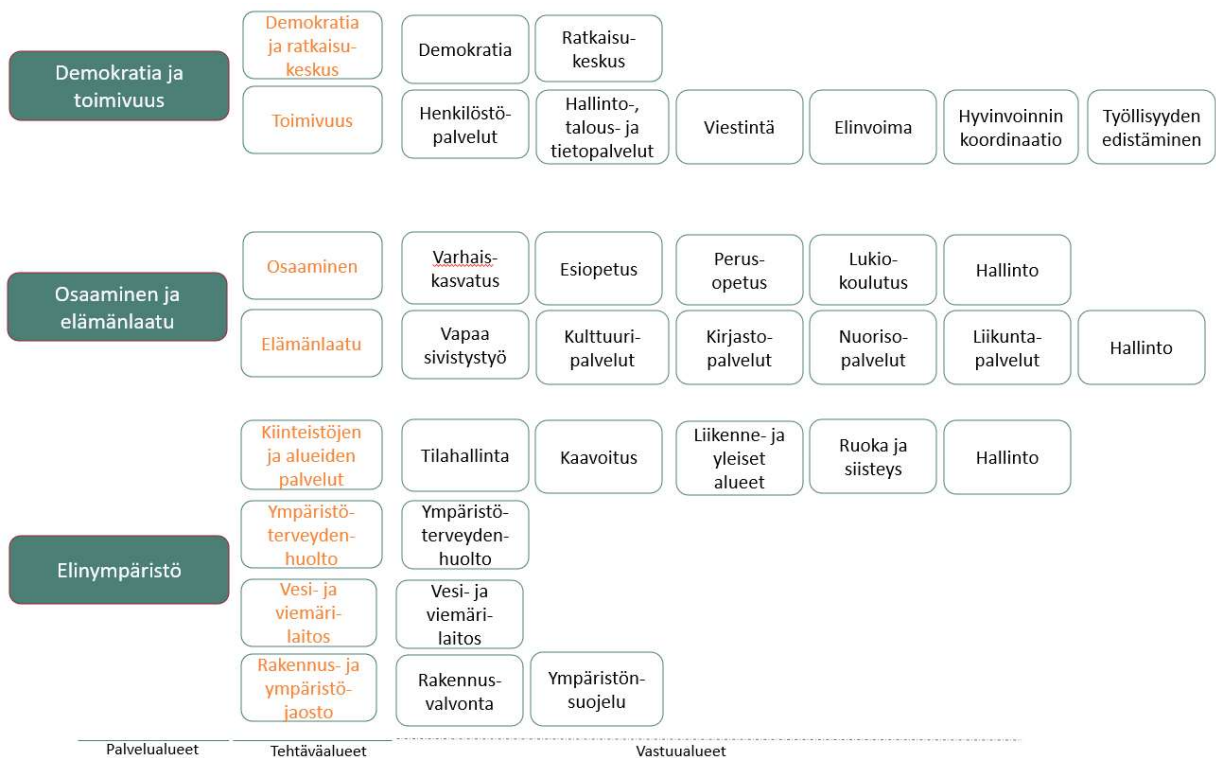 Demokratia ja
toimivuus
Demokratia
ja ratkaisu-
keskus
Demokratia
Ratkaisu-
keskus
Toimivuus
Henkilöstö-
palvelut
Hallinto-,
talous- ja
tietopalvelut
Viestintä
Elinvoima
Hyvinvoinnin
koordinaatio
Työllisyyden
edistäminen
Osaaminen ja
elämänlaatu
Osaaminen
Varhais-
kasvatus
Esiopetus
Perus-
opetus
Lukio-
koulutus
Hallinto
Elämänlaatu
Vapaa
sivistystyö
Kulttuuri-
palvelut
Kirjasto-
palvelut
Nuoriso-
palvelut
Liikunta-
palvelut
Hallinto
Elinympäristö
Kiinteistöjen
ja alueiden
palvelut
Tilahallinta
Kaavoitus
Liikenne- ja
yleiset
alueet
Ruoka ja
siisteys
Hallinto
Ympäristö-
terveyden-
huolto
Ympäristö-
terveyden-
huolto
Vesi- ja
viemäri-
laitos
Vesi- ja
viemäri-
laitos
Rakennus- ja
ympäristö-
jaosto
Rakennus-
valvonta
Ympäristön-
suojelu
Palvelualueet
Tehtäväalueet
Vastuualueet